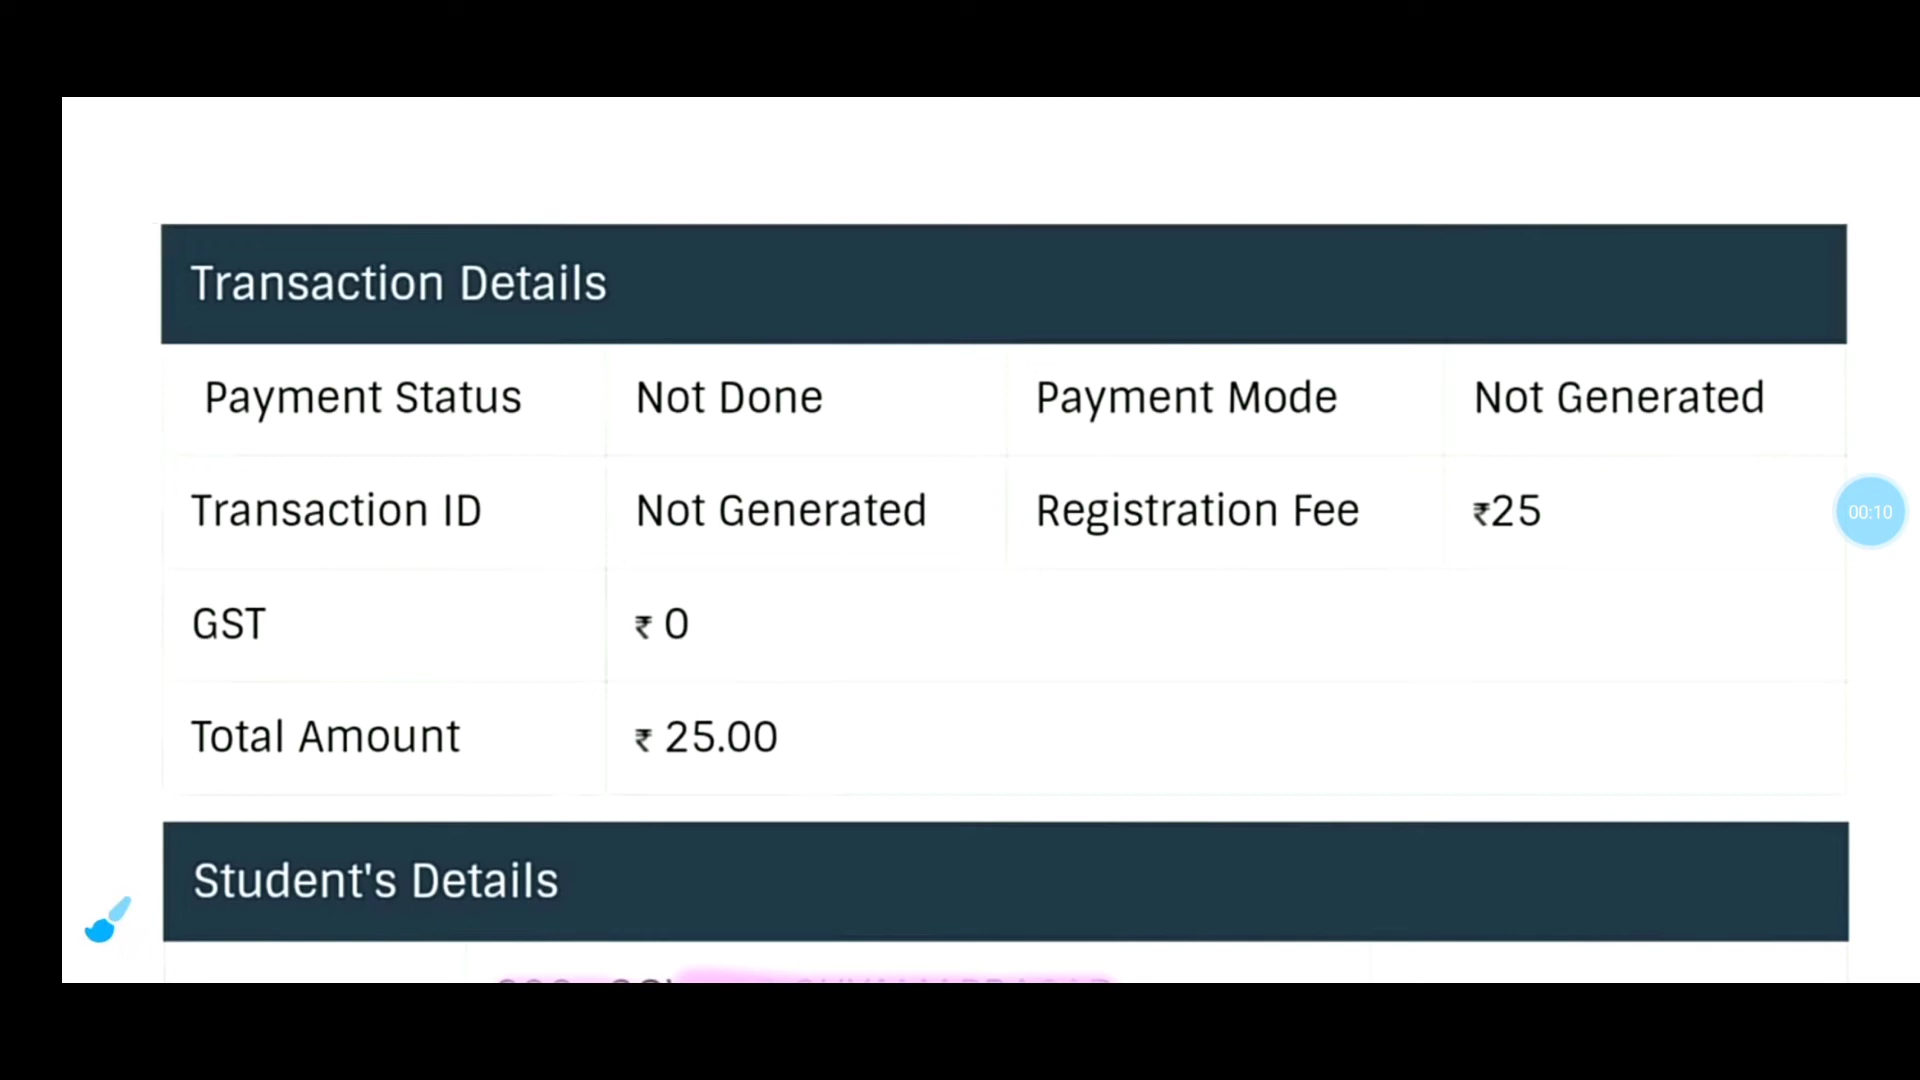 Transaction Details
Payment Status Not Done Payment Mode Not Generated
Transaction ID Not Generated Registration Fee ₹25
00:10
GST ₹ 0
Total Amount ₹ 25.00
Student's Details